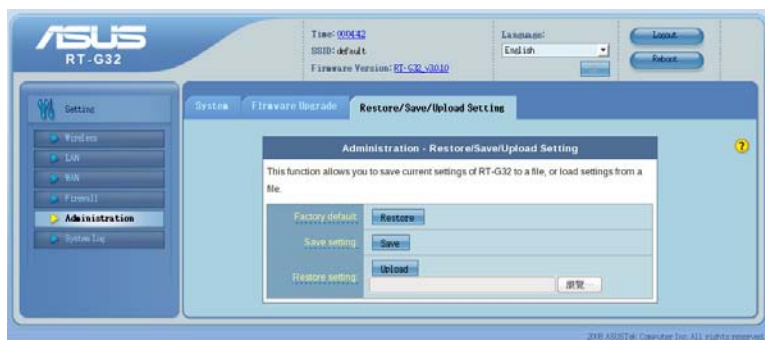 ASUS
RT-G32
Time: 000442
SSID: default
Firmware Version: RT-G32_v3010
Language:
English
Logout
Reboot
Setting
Wireless
LAN
WAN
Firewall
Administration
System Log
System
Firmware Upgrade
Restore/Save/Upload Setting
Administration - Restore/Save/Upload Setting
This function allows you to save current settings of RT-G32 to a file, or load settings from a
file.
Factory default:
Restore
Save setting:
Save
Restore setting:
Upload
瀏覽...
2008 ASUSTek Computer Inc. All rights reserved